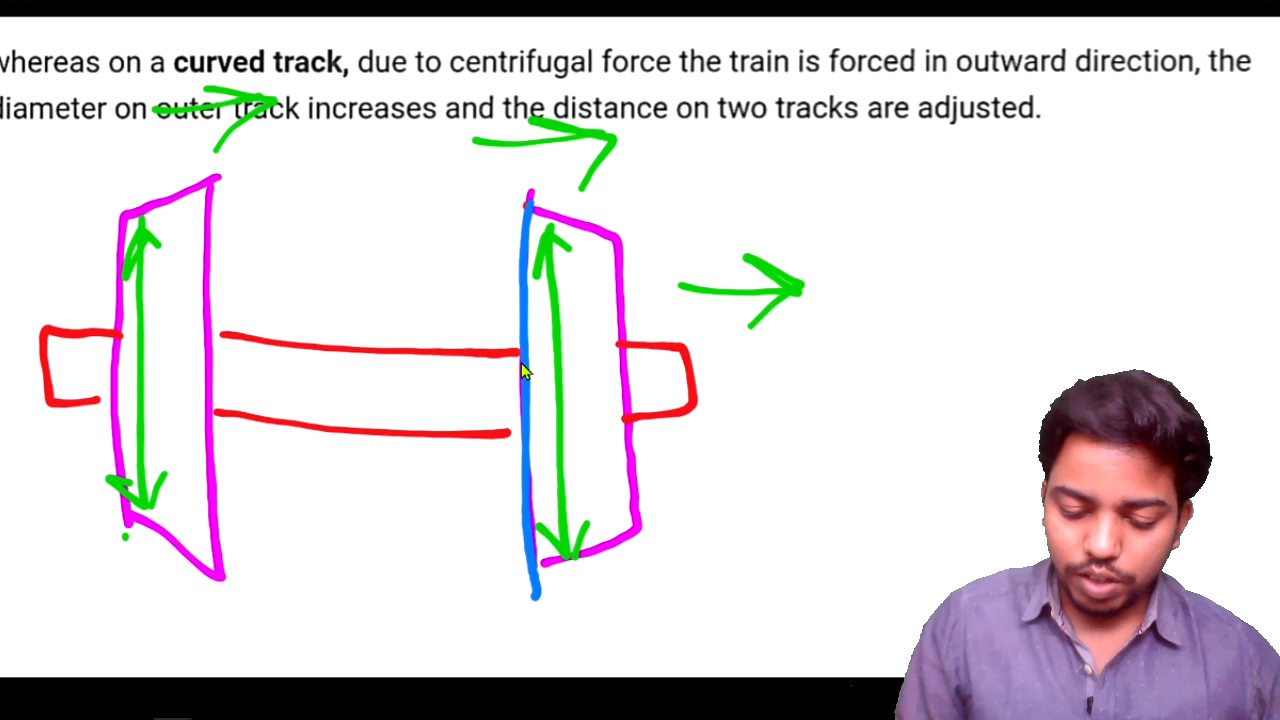 whereas on a curved track, due to centrifugal force the train is forced in outward direction, the
diameter on outer track increases and the distance on two tracks are adjusted.